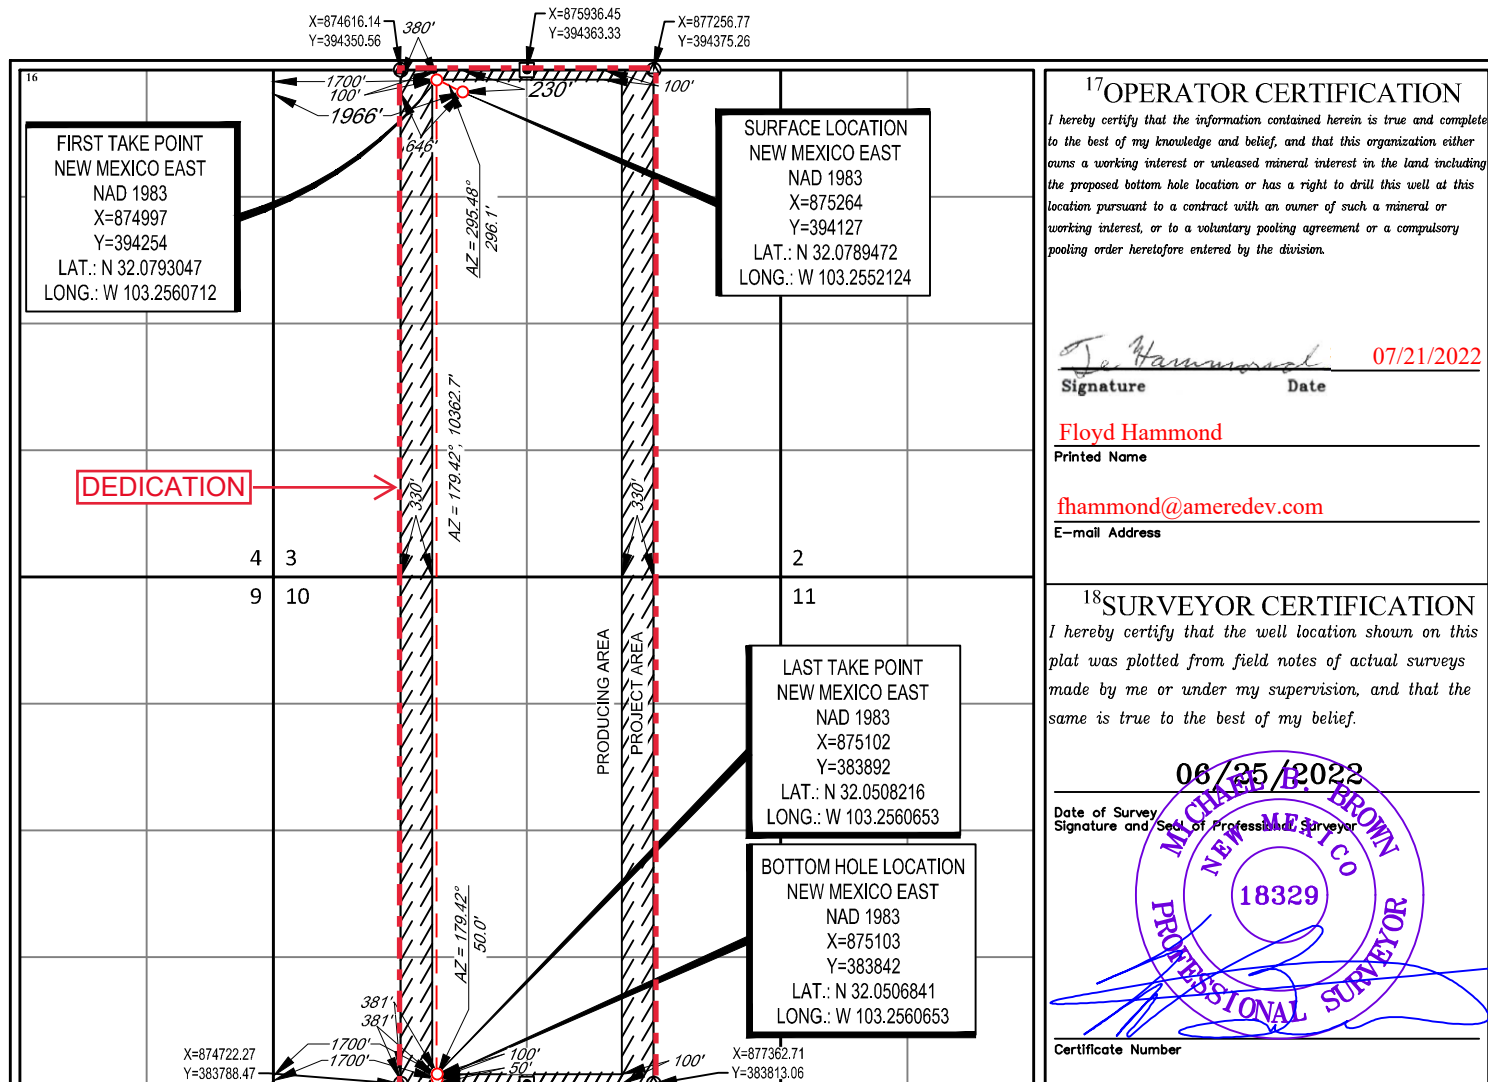 X=874616.14
Y=394350.56
380'
X=875936.45
Y=394363.33
X=877256.77
Y=394375.26
16
1700'
100'
1966'
230'
100'
646'
FIRST TAKE POINT
NEW MEXICO EAST
NAD 1983
X=874997
Y=394254
LAT.: N 32.0793047
LONG.: W 103.2560712
SURFACE LOCATION
NEW MEXICO EAST
NAD 1983
X=875264
Y=394127
LAT.: N 32.0789472
LONG.: W 103.2552124
AZ = 295.48°
296.1'
AZ = 179.42°, 10362.7'
DEDICATION
330'
330'
4 3
2
9 10
11
PRODUCING AREA
PROJECT AREA
LAST TAKE POINT
NEW MEXICO EAST
NAD 1983
X=875102
Y=383892
LAT.: N 32.0508216
LONG.: W 103.2560653
BOTTOM HOLE LOCATION
NEW MEXICO EAST
NAD 1983
X=875103
Y=383842
LAT.: N 32.0506841
LONG.: W 103.2560653
AZ = 179.42°
50.0'
381'
381'
1700'
1700'
100'
50'
100'
X=874722.27
Y=383788.47
X=877362.71
Y=383813.06
17OPERATOR CERTIFICATION
I hereby certify that the information contained herein is true and complete
to the best of my knowledge and belief, and that this organization either
owns a working interest or unleased mineral interest in the land including
the proposed bottom hole location or has a right to drill this well at this
location pursuant to a contract with an owner of such a mineral or
working interest, or to a voluntary pooling agreement or a compulsory
pooling order heretofore entered by the division.
07/21/2022
Signature Date
Floyd Hammond
Printed Name
fhammond@ameredev.com
E-mail Address
18SURVEYOR CERTIFICATION
I hereby certify that the well location shown on this
plat was plotted from field notes of actual surveys
made by me or under my supervision, and that the
same is true to the best of my belief.
06/25/2022
Date of Survey
Signature and Seal of Professional Surveyor
MICHAEL B. BROWN
NEW MEXICO
18329
PROFESSIONAL SURVEYOR
Certificate Number